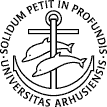 SOLIDUM PETIT IN PROFUNDIS
· UNIVERSITAS ARHUSIENSIS ·